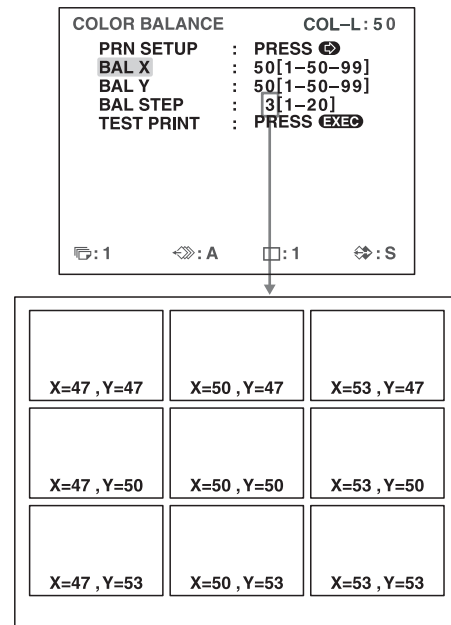 COLOR BALANCE COL–L:50
PRN SETUP : PRESS
BAL X : 50[1–50–99]
BAL Y : 50[1–50–99]
BAL STEP : 3[1–20]
TEST PRINT : PRESS EXEC
:1 :A :1 :S
X=47 , Y=47 X=50 , Y=47 X=53 , Y=47
X=47 , Y=50 X=50 , Y=50 X=53 , Y=50
X=47 , Y=53 X=50 , Y=53 X=53 , Y=53